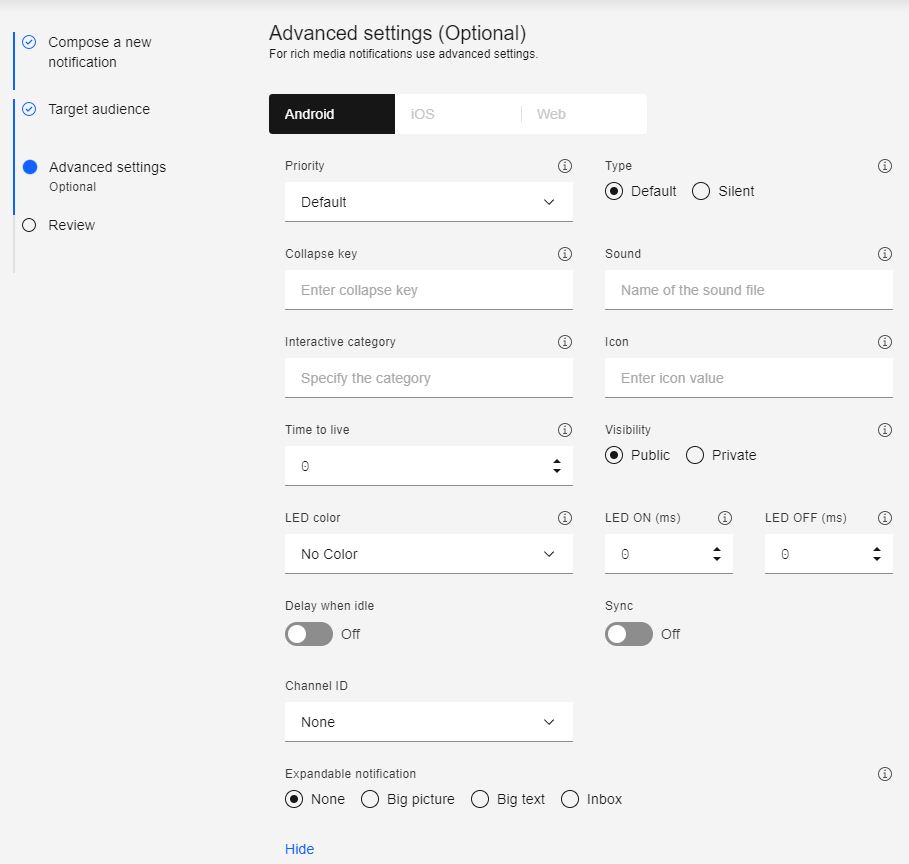 Compose a new
notification
Target audience
Advanced settings
Optional
Review
Advanced settings (Optional)
For rich media notifications use advanced settings.
Android iOS Web
Priority Type
Default Default Silent
Collapse key Sound
Enter collapse key Name of the sound file
Interactive category Icon
Specify the category Enter icon value
Time to live Visibility
0 Public Private
LED color LED ON (ms) LED OFF (ms)
No Color 0 0
Delay when idle Sync
Off Off
Channel ID
None
Expandable notification
None Big picture Big text Inbox
Hide